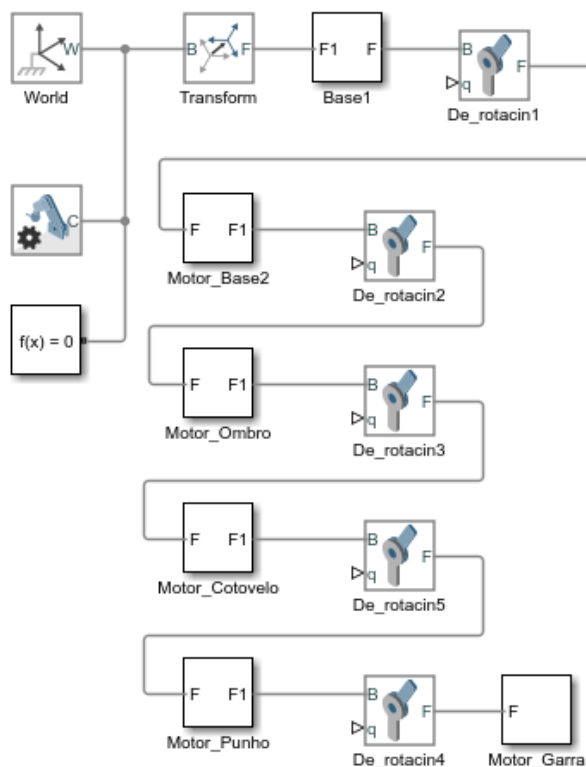 W B F F1 F B F
q
World Transform Base1 De_rotacin1
C
F F1 B F
q
Motor_Base2 De_rotacin2
f(x) = 0
F F1 B F
q
Motor_Ombro De_rotacin3
F F1 B F
q
Motor_Cotovelo De_rotacin5
F F1 B F F
q
Motor_Punho De_rotacin4 Motor_Garra